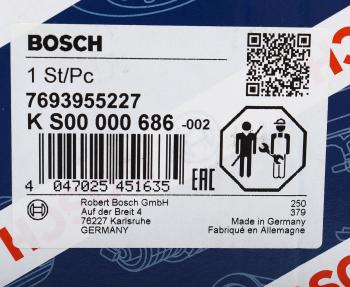 BOSCH
1 St/Pc
7693955227
K S00 000 686 -002
4 047025 451635
EAC
Robert Bosch GmbH
Auf der Breit 4
76227 Karlsruhe
GERMANY
250
379
Made in Germany
Fabriqué en Allemagne